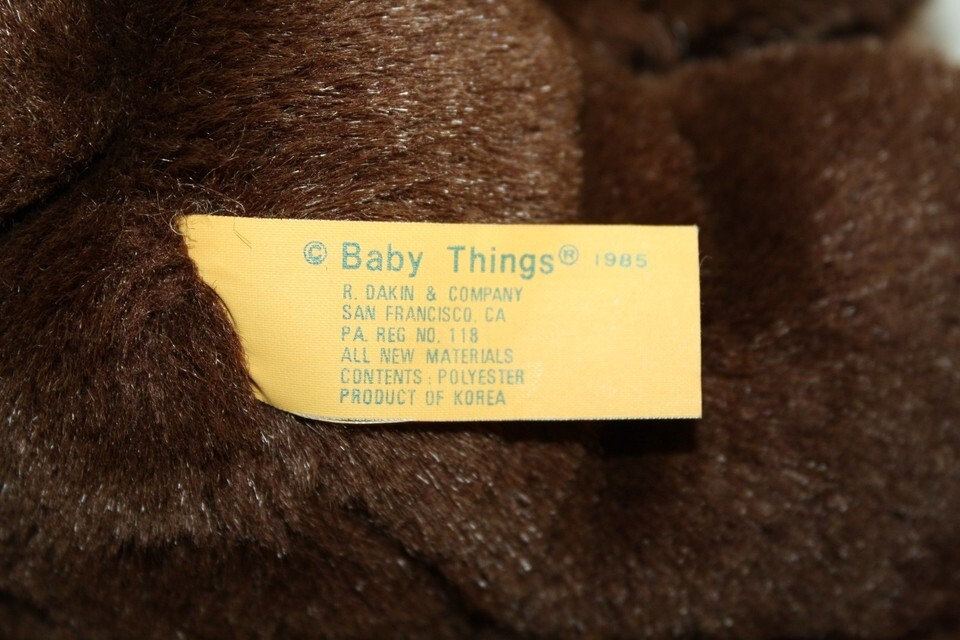 © Baby Things® 1985
R. DAKIN & COMPANY
SAN FRANCISCO, CA
PA. REG NO. 118
ALL NEW MATERIALS
CONTENTS : POLYESTER
PRODUCT OF KOREA